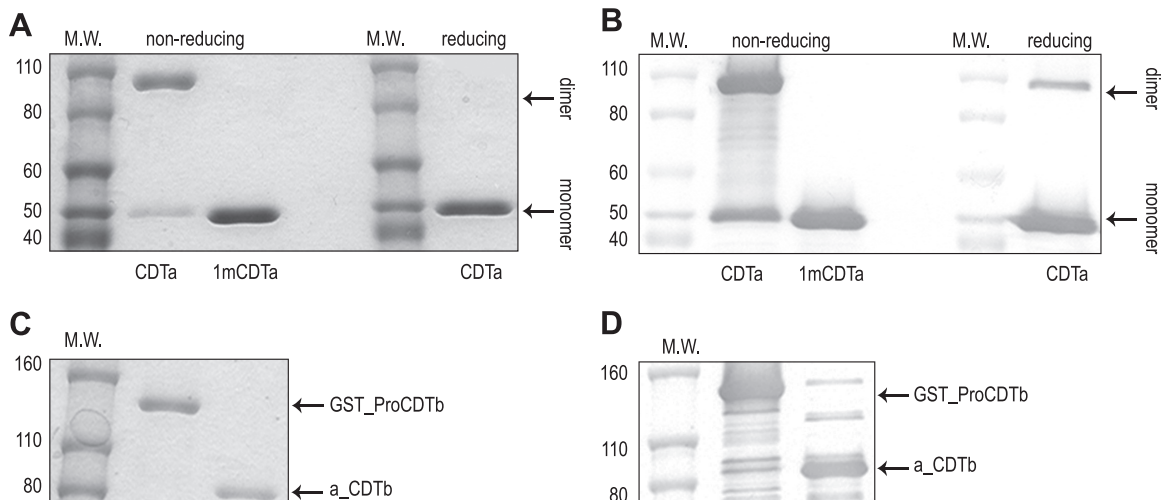 A
M.W. non-reducing M.W. reducing
110
80
60
50
40
dimer
monomer
CDTa 1mCDTa CDTa
B
M.W. non-reducing M.W. reducing
110
80
60
50
40
dimer
monomer
CDTa 1mCDTa CDTa
C
M.W.
160
110
80
GST_ProCDTb
a_CDTb
D
M.W.
160
110
80
GST_ProCDTb
a_CDTb